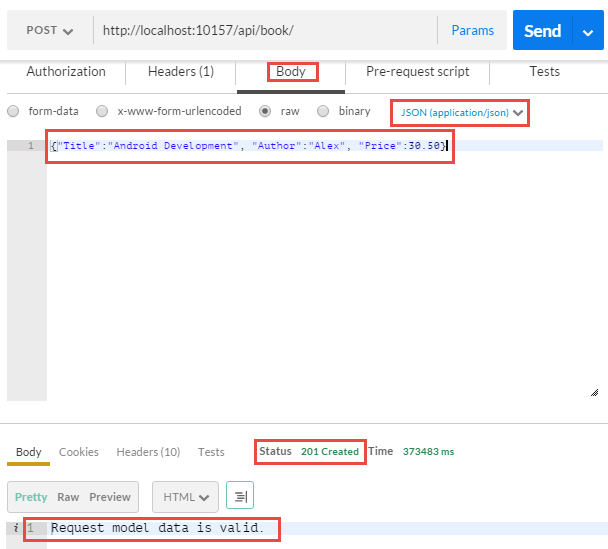 POST http://localhost:10157/api/book/ Params Send
Authorization Headers (1) Body Pre-request script Tests
form-data x-www-form-urlencoded raw binary JSON (application/json)
1 {"Title":"Android Development", "Author":"Alex", "Price":30.50}
Body Cookies Headers (10) Tests Status 201 Created Time 373483 ms
Pretty Raw Preview HTML
i 1 Request model data is valid.